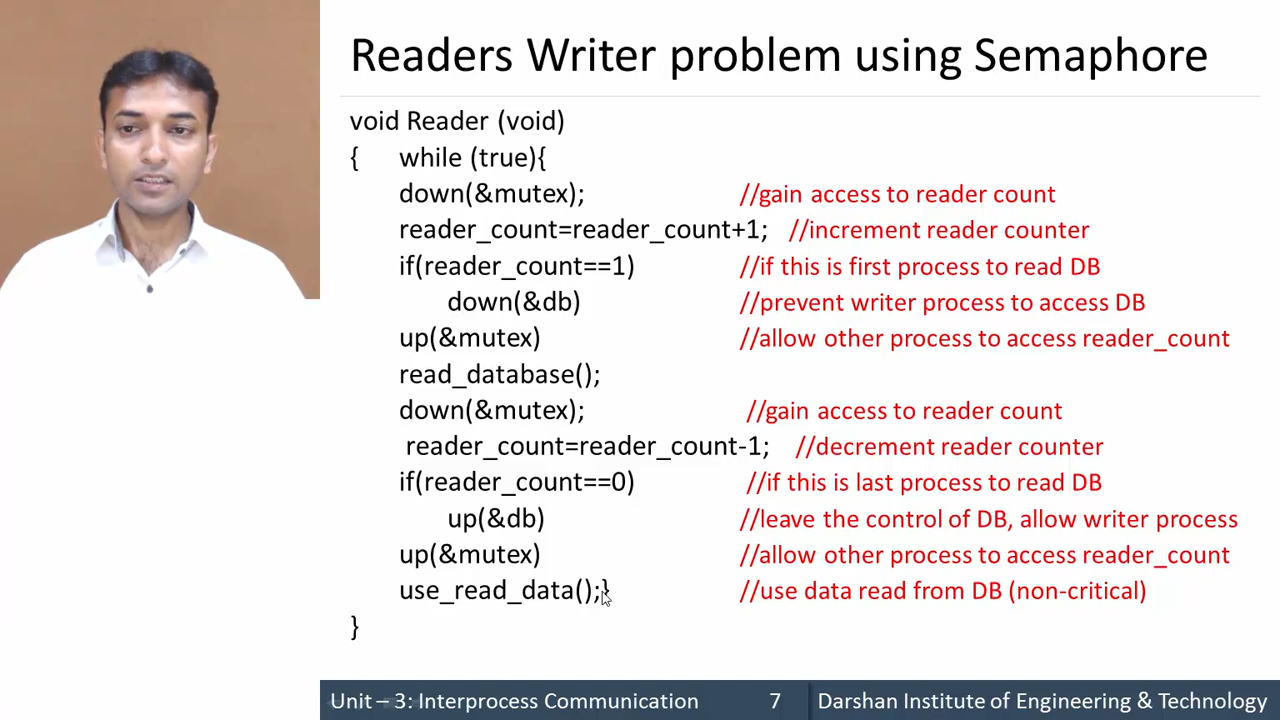 Readers Writer problem using Semaphore
void Reader (void)
{ while (true){
down(&mutex); //gain access to reader count
reader_count=reader_count+1; //increment reader counter
if(reader_count==1) //if this is first process to read DB
down(&db) //prevent writer process to access DB
up(&mutex) //allow other process to access reader_count
read_database();
down(&mutex); //gain access to reader count
reader_count=reader_count-1; //decrement reader counter
if(reader_count==0) //if this is last process to read DB
up(&db) //leave the control of DB, allow writer process
up(&mutex) //allow other process to access reader_count
use_read_data();} //use data read from DB (non-critical)
}
Unit – 3: Interprocess Communication 7 Darshan Institute of Engineering & Technology